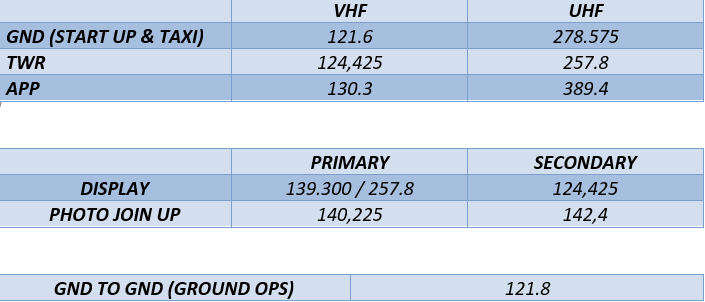 VHF UHF
GND (START UP & TAXI) 121.6 278.575
TWR 124,425 257.8
APP 130.3 389.4
PRIMARY SECONDARY
DISPLAY 139.300 / 257.8 124,425
PHOTO JOIN UP 140,225 142,4
GND TO GND (GROUND OPS) 121.8